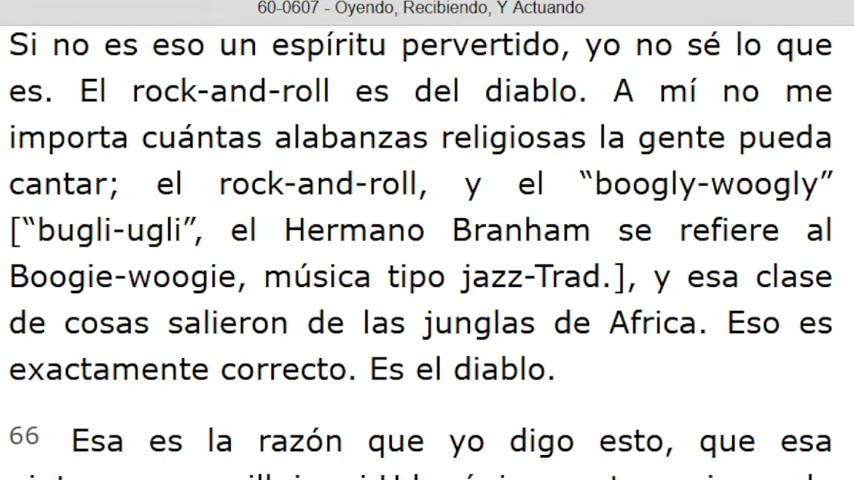 60-0607 - Oyendo, Recibiendo, Y Actuando
Si no es eso un espíritu pervertido, yo no sé lo que
es. El rock-and-roll es del diablo. A mí no me
importa cuántas alabanzas religiosas la gente pueda
cantar; el rock-and-roll, y el “boogly-woogly”
[“bugli-ugli”, el Hermano Branham se refiere al
Boogie-woogie, música tipo jazz-Trad.], y esa clase
de cosas salieron de las junglas de Africa. Eso es
exactamente correcto. Es el diablo.
66 Esa es la razón que yo digo esto, que esa